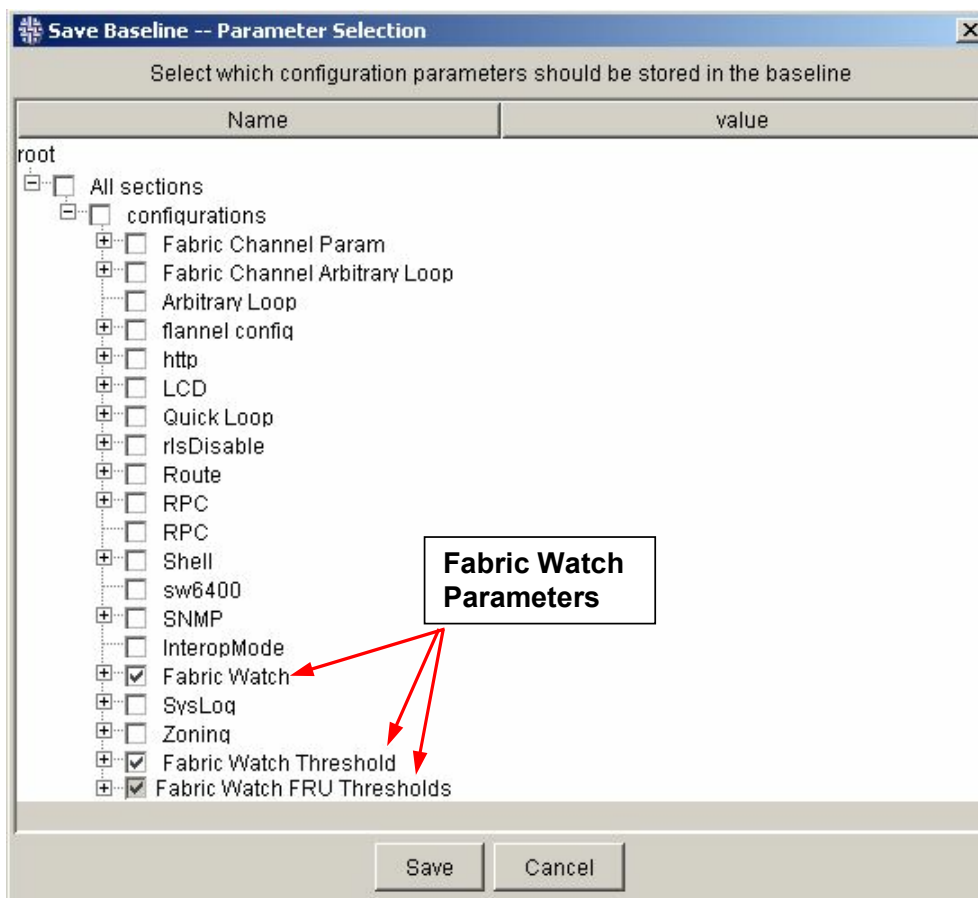 Save Baseline -- Parameter Selection
Select which configuration parameters should be stored in the baseline
Name value
root
All sections
configurations
Fabric Channel Param
Fabric Channel Arbitrary Loop
Arbitrary Loop
flannel config
http
LCD
Quick Loop
rlsDisable
Route
RPC
RPC
Shell
sw6400
SNMP
InteropMode
Fabric Watch
SysLog
Zoning
Fabric Watch Threshold
Fabric Watch FRU Thresholds
Fabric Watch
Parameters
Save Cancel